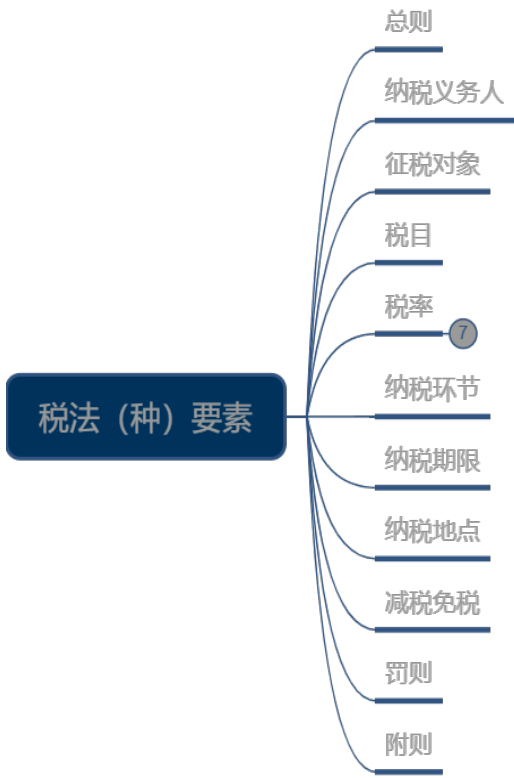 总则
纳税义务人
征税对象
税目
税率
7
税法（种）要素
纳税环节
纳税期限
纳税地点
减税免税
罚则
附则